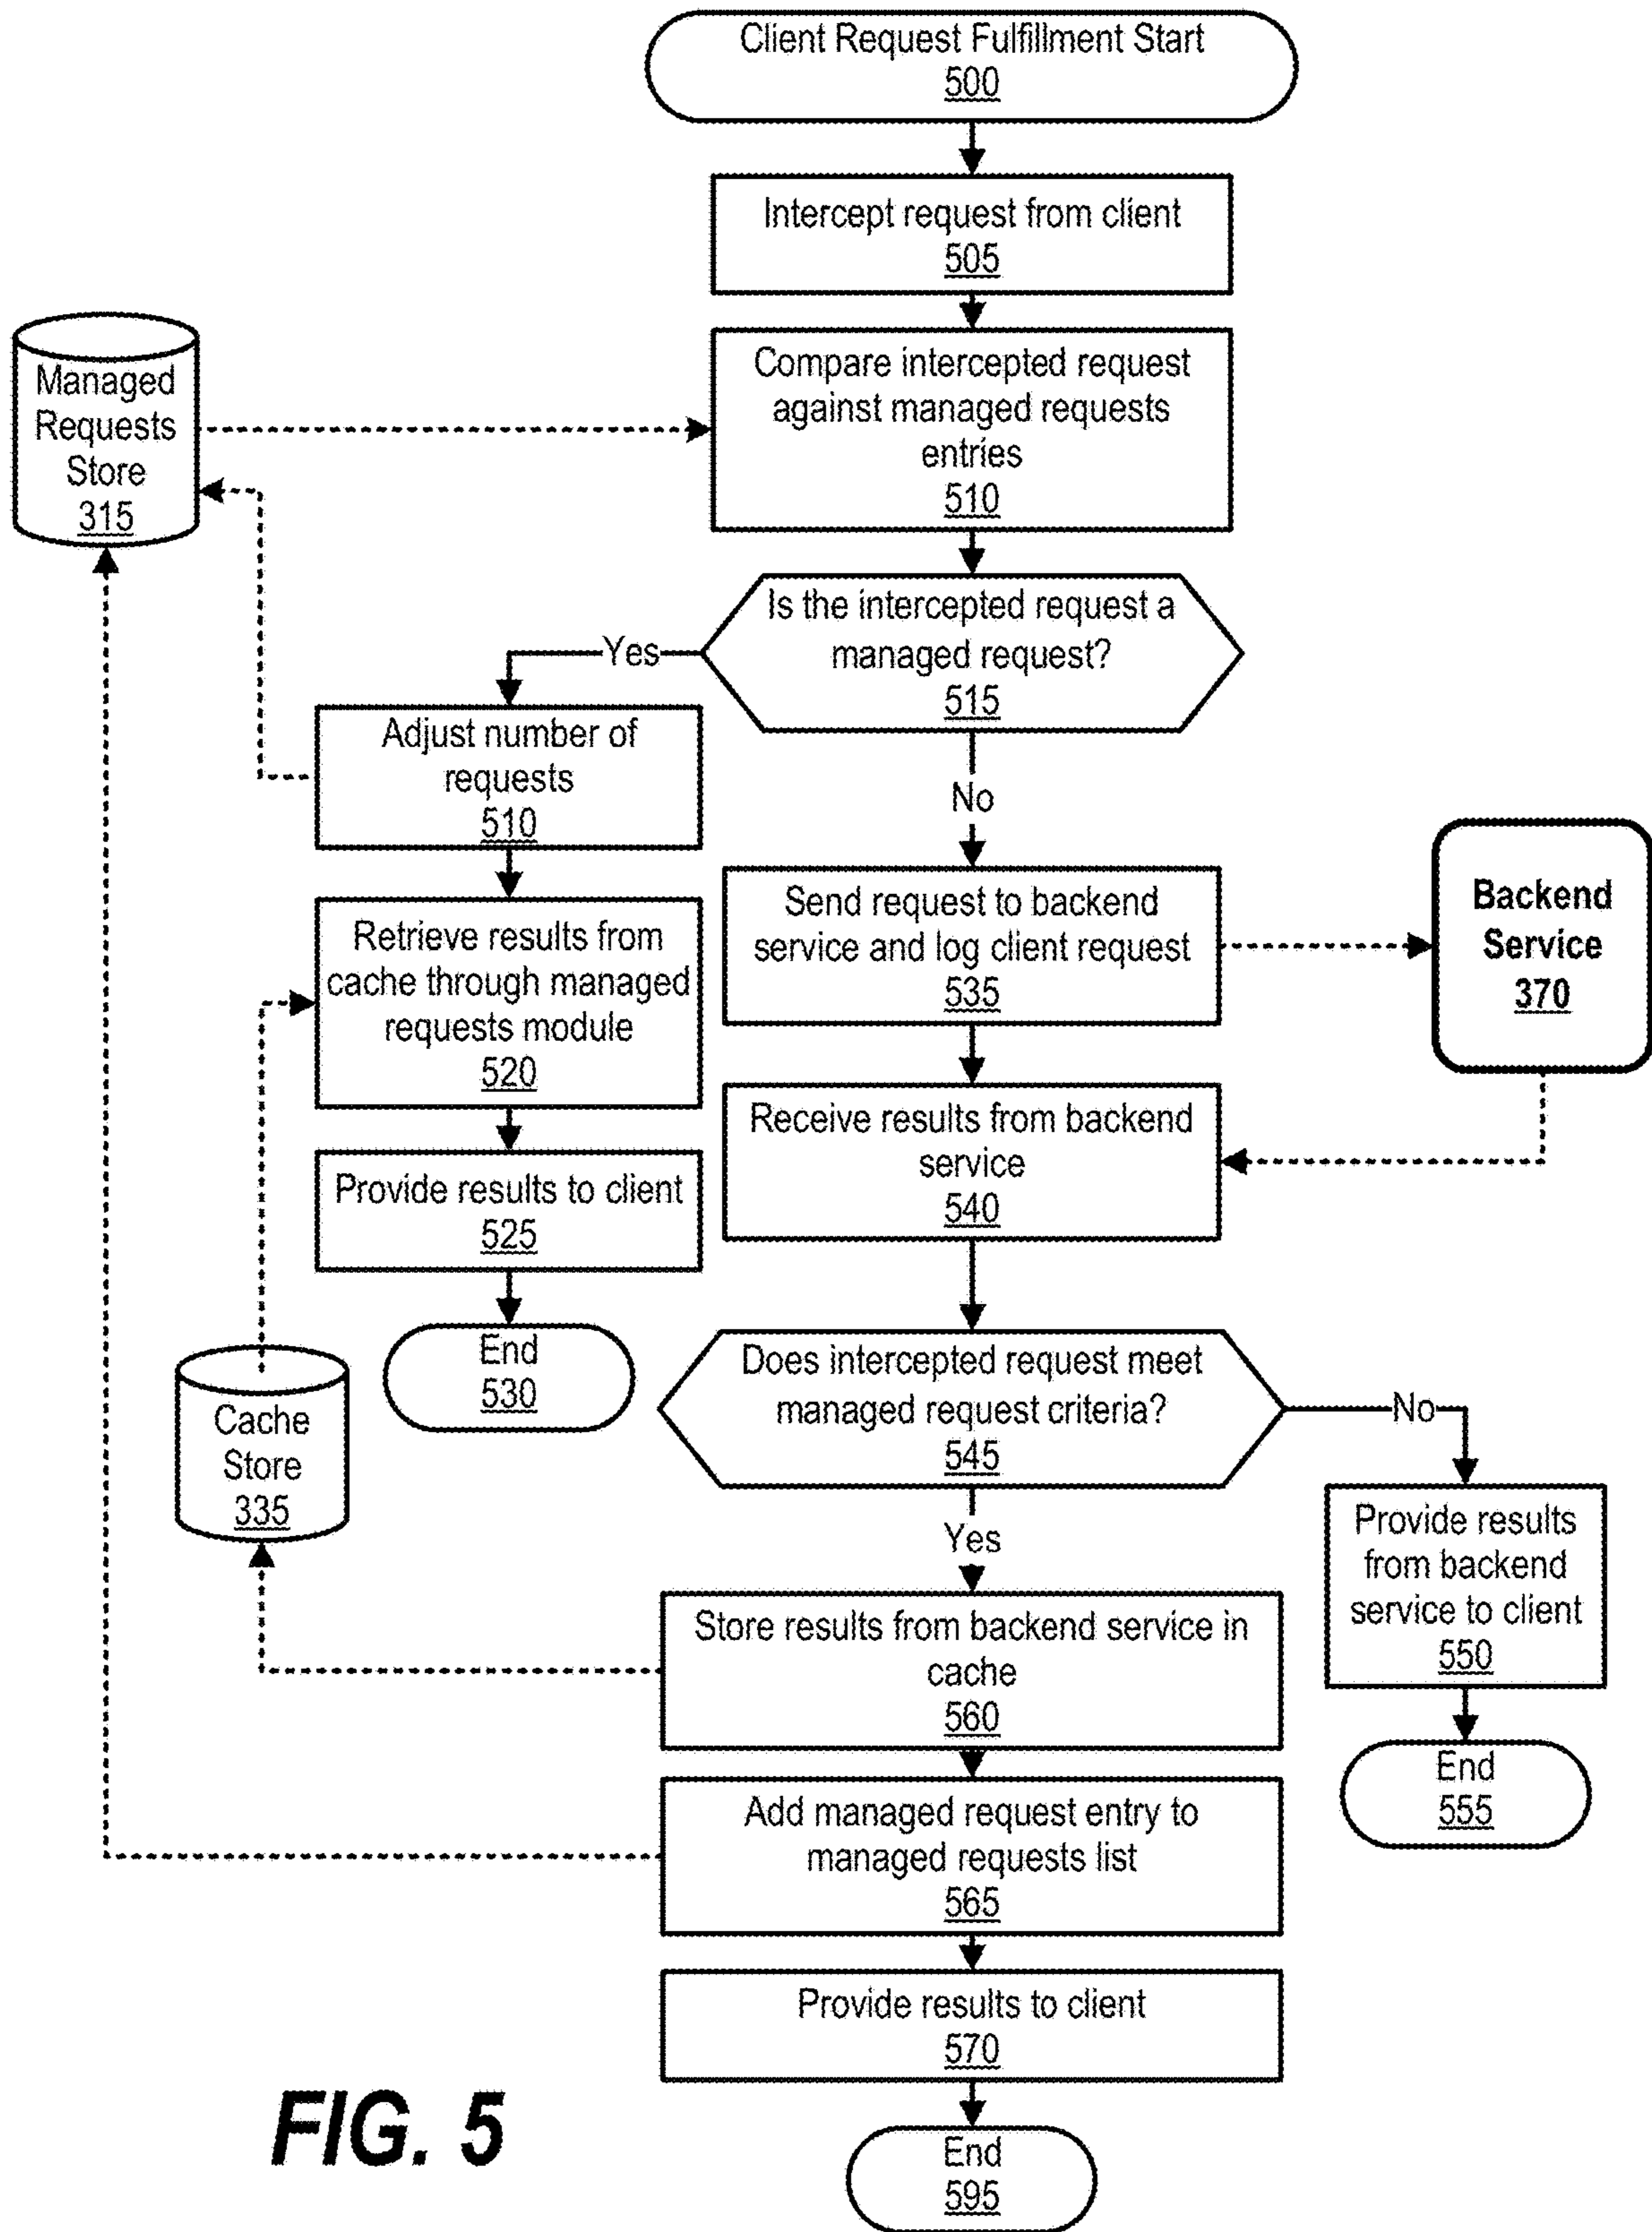 Client Request Fulfillment Start
500
Intercept request from client
505
Managed
Requests
Store
315
Compare intercepted request
against managed requests
entries
510
Is the intercepted request a
managed request?
515
Yes
No
Adjust number of
requests
510
Retrieve results from
cache through managed
requests module
520
Provide results to client
525
End
530
Cache
Store
335
Send request to backend
service and log client request
535
Backend
Service
370
Receive results from backend
service
540
Does intercepted request meet
managed request criteria?
545
No
Yes
Provide results
from backend
service to client
550
End
555
Store results from backend service in
cache
560
Add managed request entry to
managed requests list
565
Provide results to client
570
End
595
FIG. 5